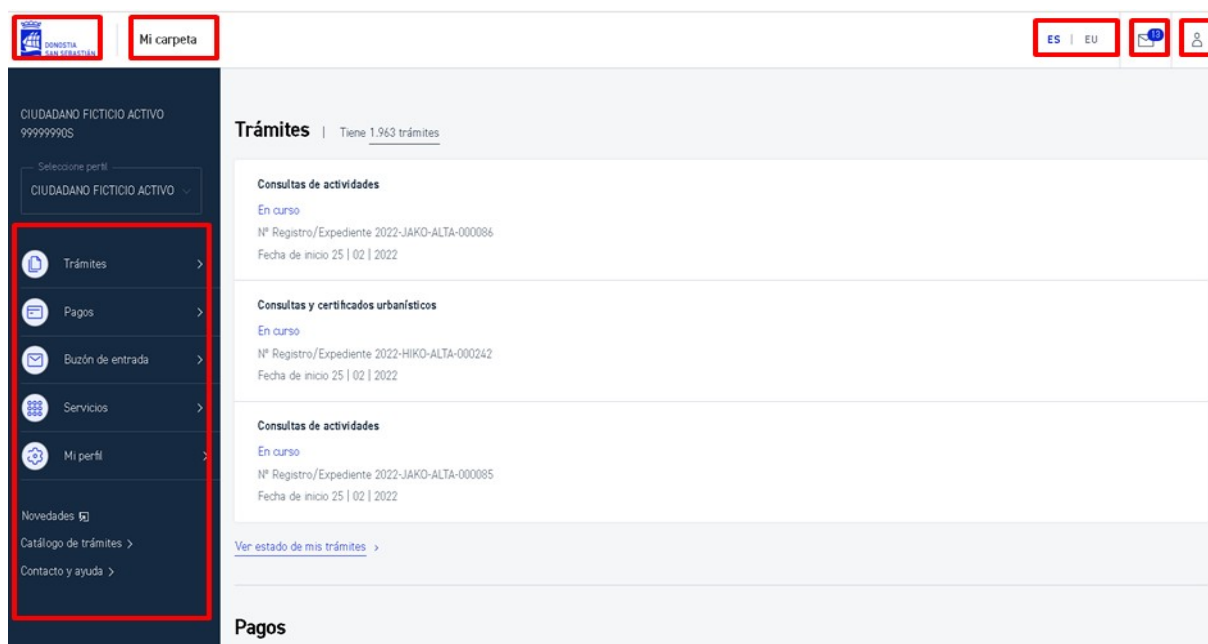 DONOSTIA
SAN SEBASTIÁN
Mi carpeta
ES | EU
13
CIUDADANO FICTICIO ACTIVO
99999990S
Seleccione perfil
CIUDADANO FICTICIO ACTIVO
Trámites
Pagos
Buzón de entrada
Servicios
Mi perfil
Novedades
Catálogo de trámites >
Contacto y ayuda >
Trámites | Tiene 1.963 trámites
Consultas de actividades
En curso
Nº Registro/Expediente 2022-JAKO-ALTA-000086
Fecha de inicio 25 | 02 | 2022
Consultas y certificados urbanísticos
En curso
Nº Registro/Expediente 2022-HIKO-ALTA-000242
Fecha de inicio 25 | 02 | 2022
Consultas de actividades
En curso
Nº Registro/Expediente 2022-JAKO-ALTA-000085
Fecha de inicio 25 | 02 | 2022
Ver estado de mis trámites >
Pagos